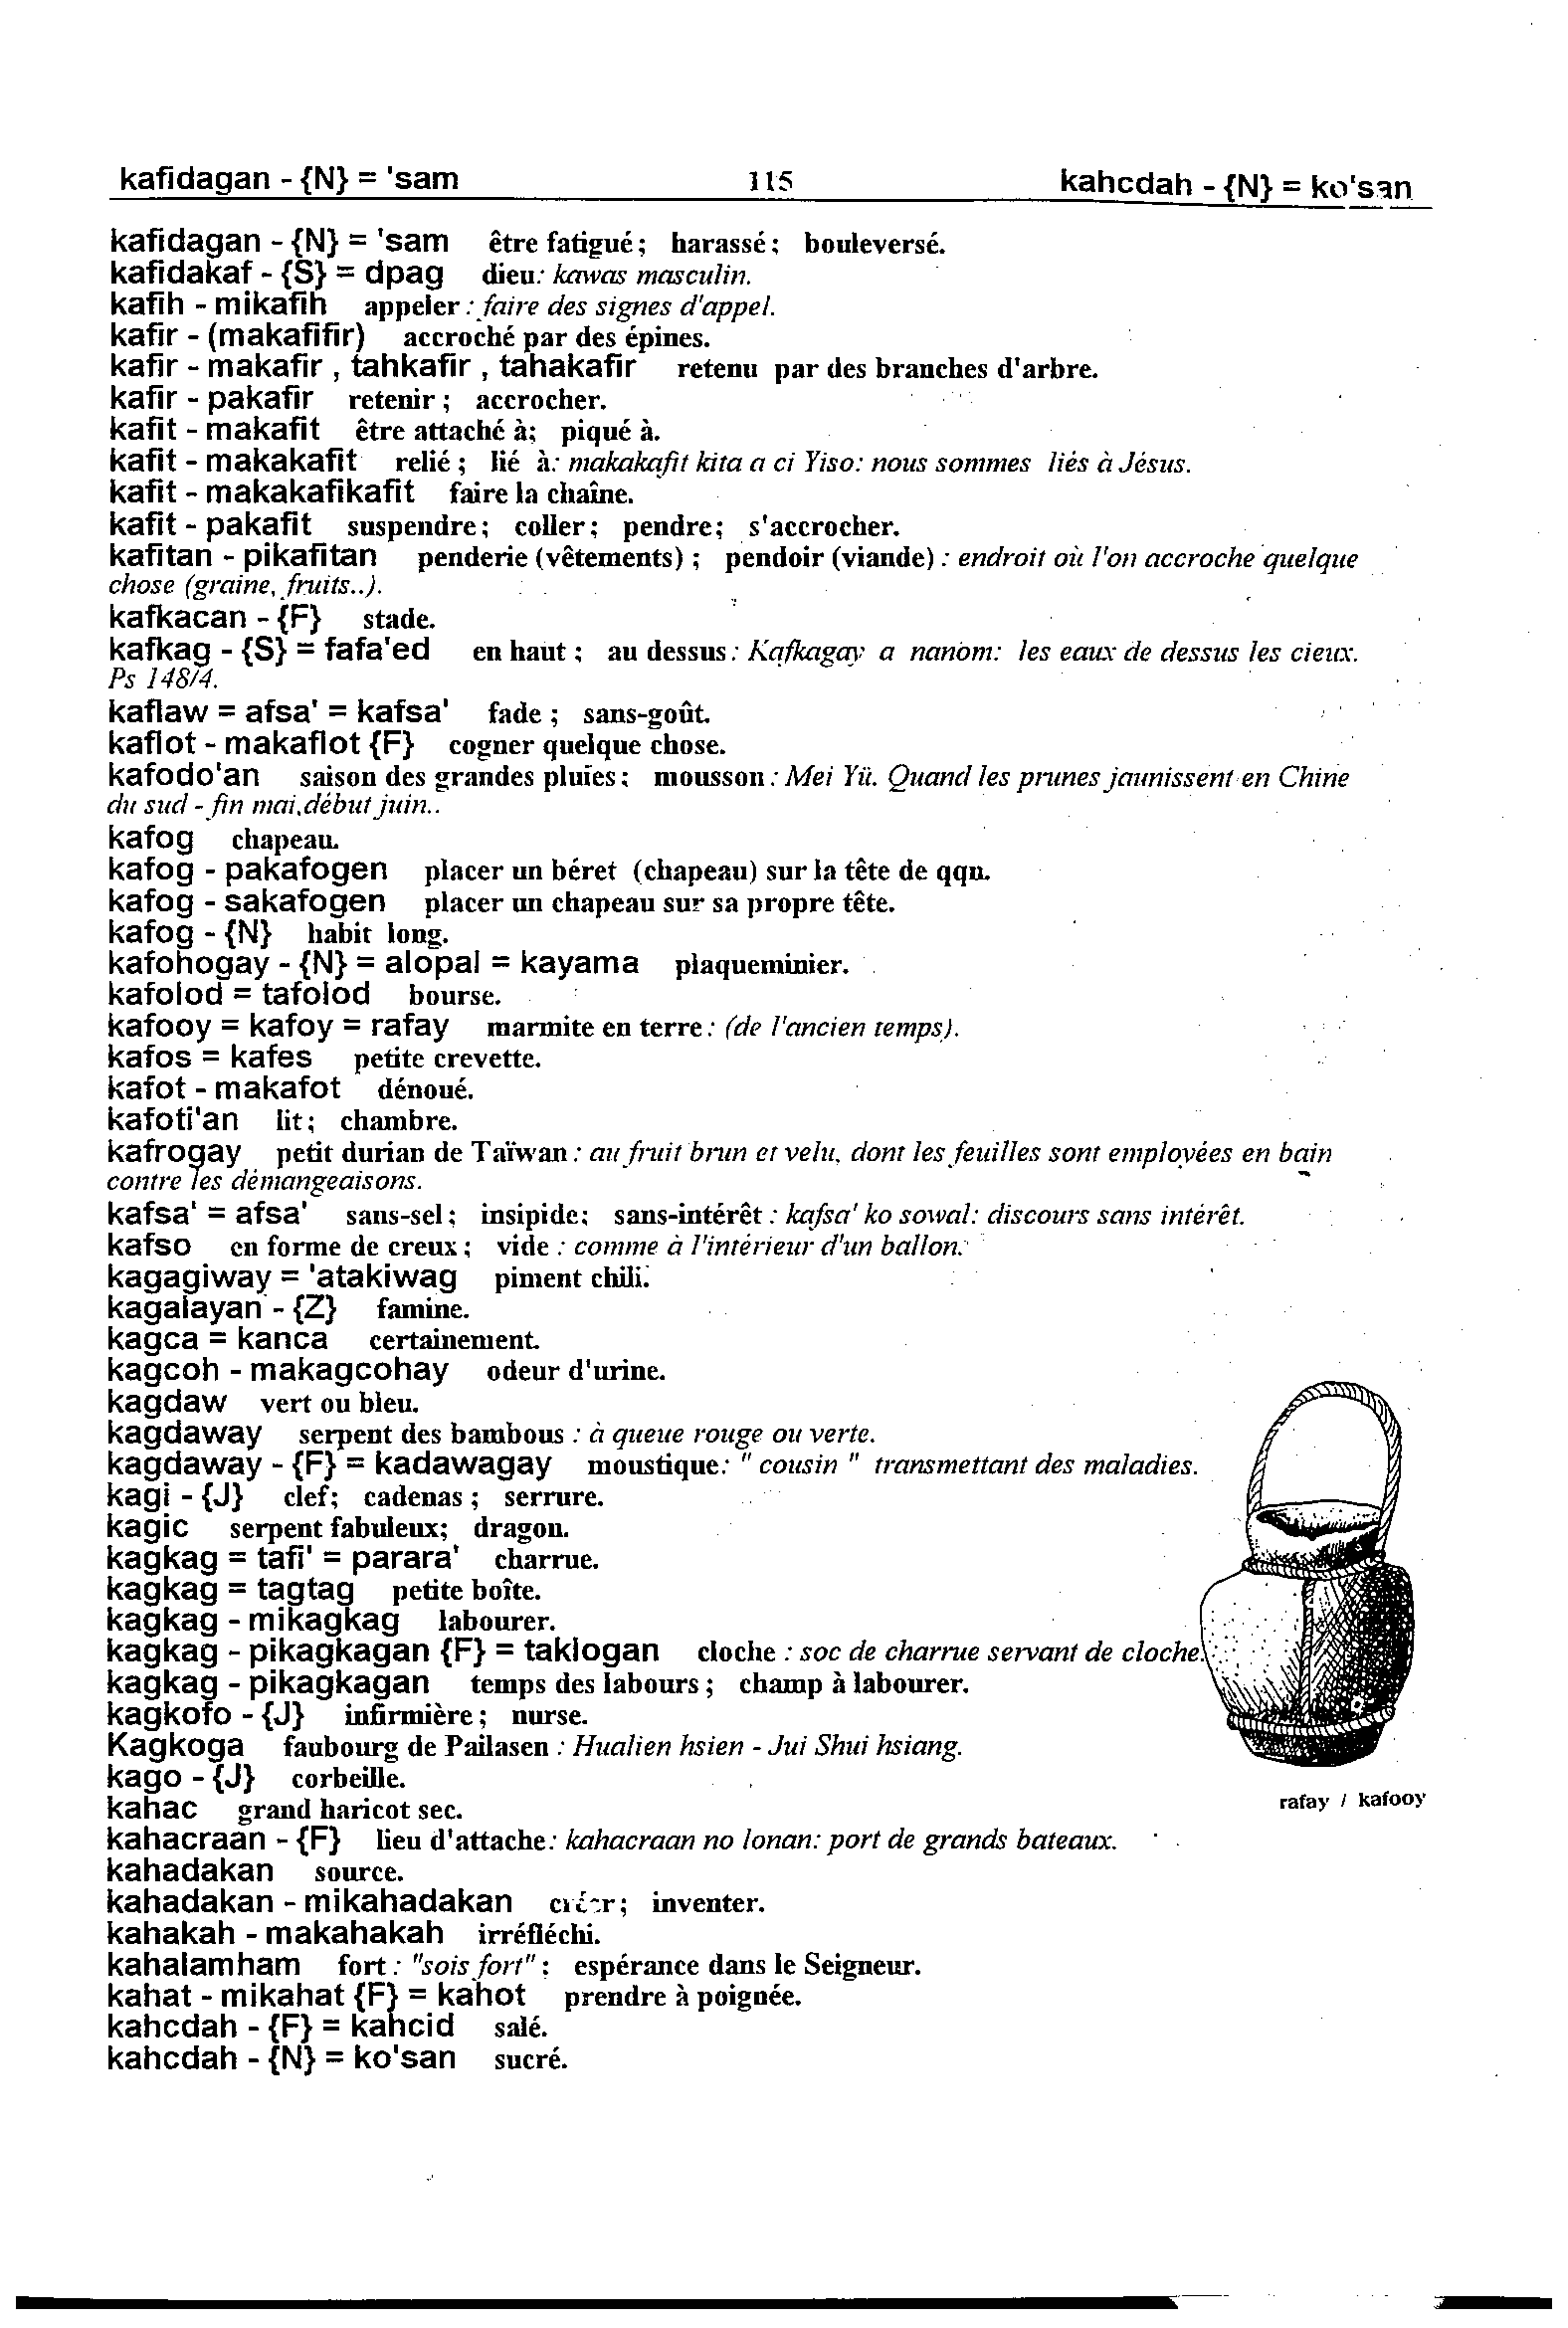 kafidagan - {N} = 'sam 115 kahcdah - {N} = ko'san
kafidagan - {N} = 'sam être fatigué ; harassé ; bouleversé.
kafidakaf - {S} = dpag dieu: kawas masculin.
kafih - mikafih appeler : faire des signes d'appel.
kafir - (makafifir) accroché par des épines.
kafir - makafir , tahkafir , tahakafir retenu par des branches d'arbre.
kafir - pakafir retenir ; accrocher.
kafit - makafit être attaché à; piqué à.
kafit - makakafit relié ; lié à: makakafit kita a ci Yiso: nous sommes liés à Jésus.
kafit - makakafikafit faire la chaîne.
kafit - pakafit suspendre; coller; pendre; s'accrocher.
kafitan - pikafitan penderie (vêtements) ; pendoir (viande) : endroit où l'on accroche quelque
chose (graine, fruits..).
kafkacan - {F} stade.
kafkag - {S} = fafa'ed en haut ; au dessus : Kafkagay a nanom: les eaux de dessus les cieux.
Ps 148/4.
kaflaw = afsa' = kafsa' fade ; sans-goût.
kaflot - makaflot {F} cogner quelque chose.
kafodo'an saison des grandes pluies ; mousson : Mei Yü. Quand les prunes jaunissent en Chine
du sud - fin mai,début juin..
kafog chapeau.
kafog - pakafogen placer un béret (chapeau) sur la tête de qqn.
kafog - sakafogen placer un chapeau sur sa propre tête.
kafog - {N} habit long.
kafohogay - {N} = alopal = kayama plaqueminier.
kafolod = tafolod bourse.
kafooy = kafoy = rafay marmite en terre : (de l'ancien temps).
kafos = kafes petite crevette.
kafot - makafot dénoué.
kafoti'an lit ; chambre.
kafrogay petit durian de Taïwan : au fruit brun et velu, dont les feuilles sont employées en bain
contre les démangeaisons.
kafsa' = afsa' sans-sel ; insipide; sans-intérêt : kafsa' ko sowal: discours sans intérêt.
kafso en forme de creux ; vide : comme à l'intérieur d'un ballon.
kagagiway = 'atakiwag piment chili.
kagalayan - {Z} famine.
kagca = kanca certainement.
kagcoh - makagcohay odeur d'urine.
kagdaw vert ou bleu.
kagdaway serpent des bambous : à queue rouge ou verte.
kagdaway - {F} = kadawagay moustique: " cousin " transmettant des maladies.
kagi - {J} clef; cadenas ; serrure.
kagic serpent fabuleux; dragon.
kagkag = tafi' = parara' charrue.
kagkag = tagtag petite boîte.
kagkag - mikagkag labourer.
kagkag - pikagkagan {F} = taklogan cloche : soc de charrue servant de cloche.
kagkag - pikagkagan temps des labours ; champ à labourer.
kagkofo - {J} infirmière ; nurse.
Kagkoga faubourg de Pailasen : Hualien hsien - Jui Shui hsiang.
kago - {J} corbeille.
rafay / kafooy
kahac grand haricot sec.
kahacraan - {F} lieu d'attache: kahacraan no lonan: port de grands bateaux.
kahadakan source.
kahadakan - mikahadakan créer; inventer.
kahakah - makahakah irréfléchi.
kahalamham fort : "sois fort" : espérance dans le Seigneur.
kahat - mikahat {F} = kahot prendre à poignée.
kahcdah - {F} = kahcid salé.
kahcdah - {N} = ko'san sucré.